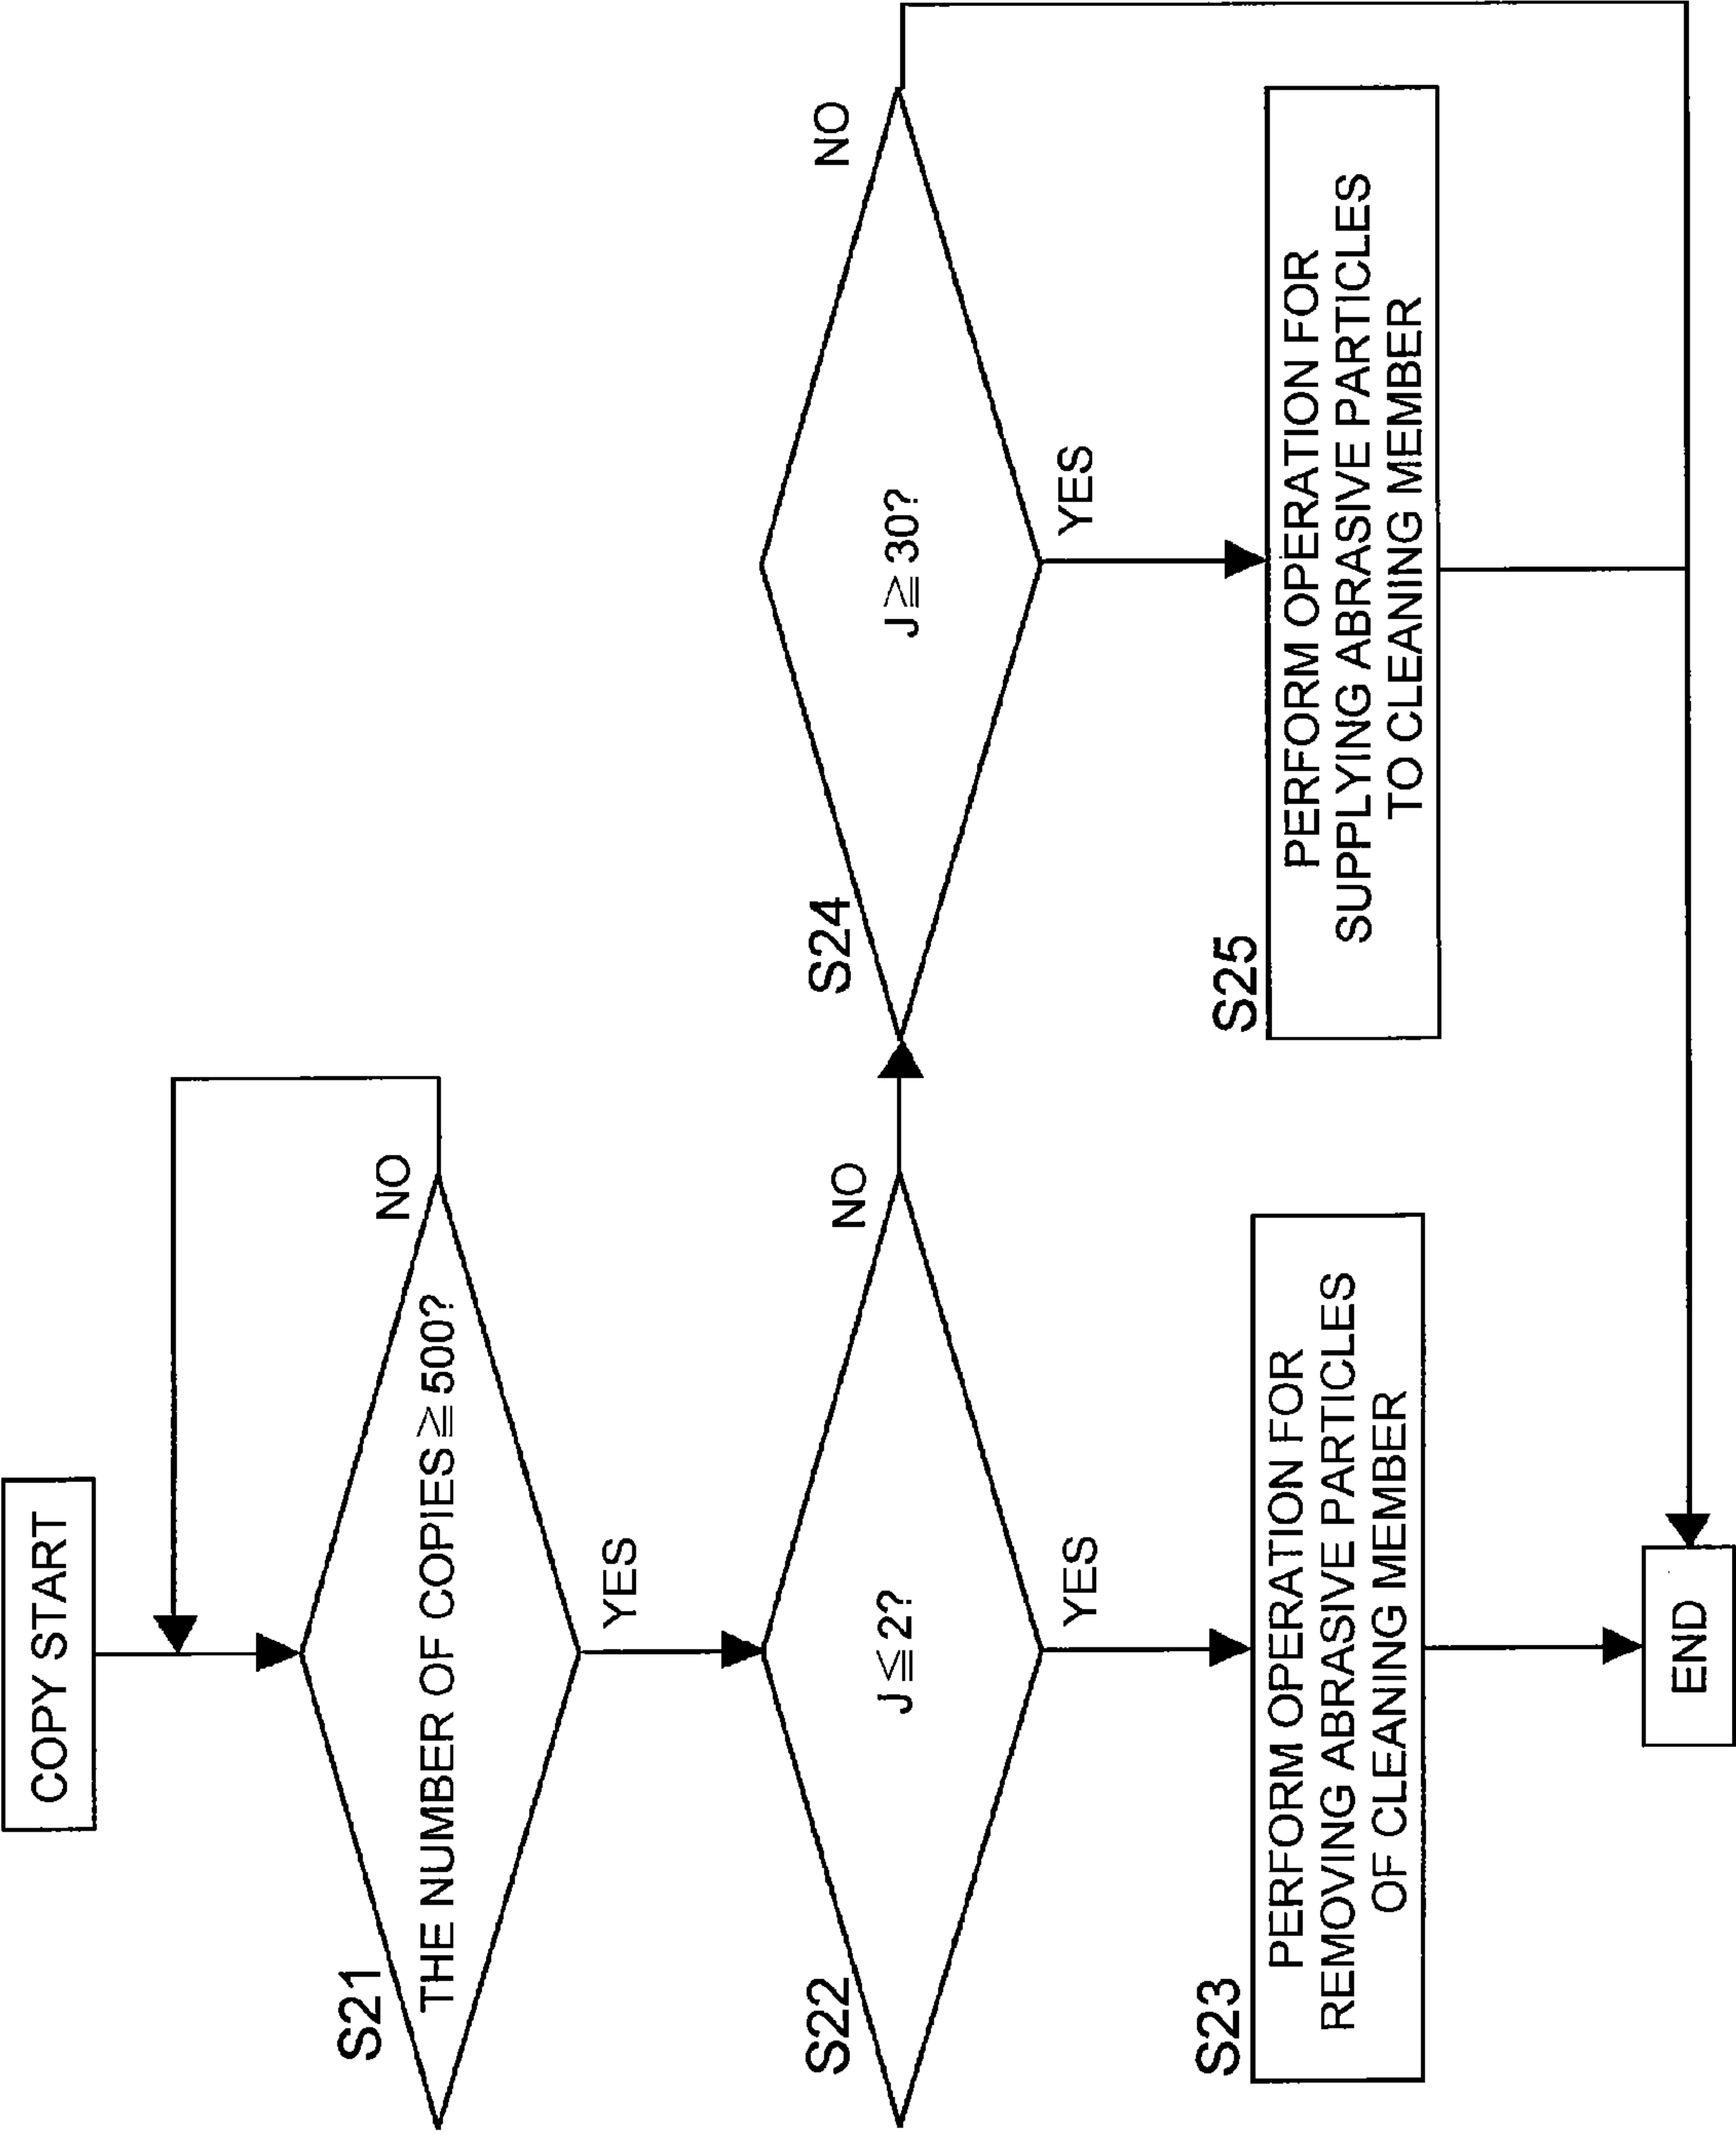 COPY START
S21
THE NUMBER OF COPIES ≧ 500?
NO
YES
S22
J ≦ 2?
NO
YES
S23
PERFORM OPERATION FOR
REMOVING ABRASIVE PARTICLES
OF CLEANING MEMBER
S24
J ≧ 30?
NO
YES
S25
PERFORM OPERATION FOR
SUPPLYING ABRASIVE PARTICLES
TO CLEANING MEMBER
END